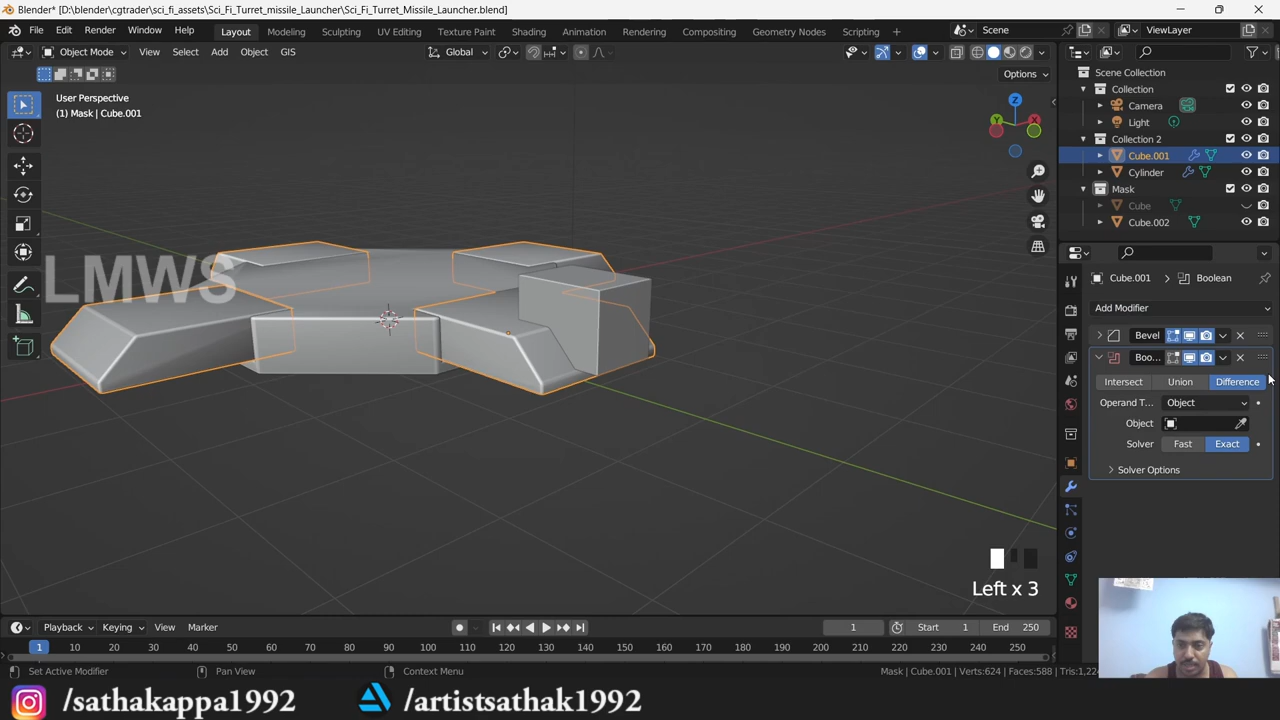 Blender* [D:\blender\cgtrader\sci_fi_assets\Sci_Fi_Turret_missile_Launcher\Sci_Fi_Turret_Missile_Launcher.blend]
File Edit Render Window Help Layout Modeling Sculpting UV Editing Texture Paint Shading Animation Rendering Compositing Geometry Nodes Scripting + Scene ViewLayer
Object Mode View Select Add Object GIS Global
Options
User Perspective
(1) Mask | Cube.001
Z
Y
X
LMWS
Left x 3
Scene Collection
Collection
Camera
Light
Collection 2
Cube.001
Cylinder
Mask
Cube
Cube.002
Cube.001 > Boolean
Add Modifier
Bevel
Boo...
Intersect Union Difference
Operand T... Object
Object
Solver Fast Exact
Solver Options
Playback Keying View Marker 1 Start 1 End 250
1 10 20 30 40 50 60 70 80 90 100 110 120 130 140 150 160 170 180 190 200 210 220 230 240 250
Set Active Modifier Pan View Context Menu Mask | Cube.001 | Verts:624 | Faces:588 | Tris:1,22
/sathakappa1992 /artistsathak1992